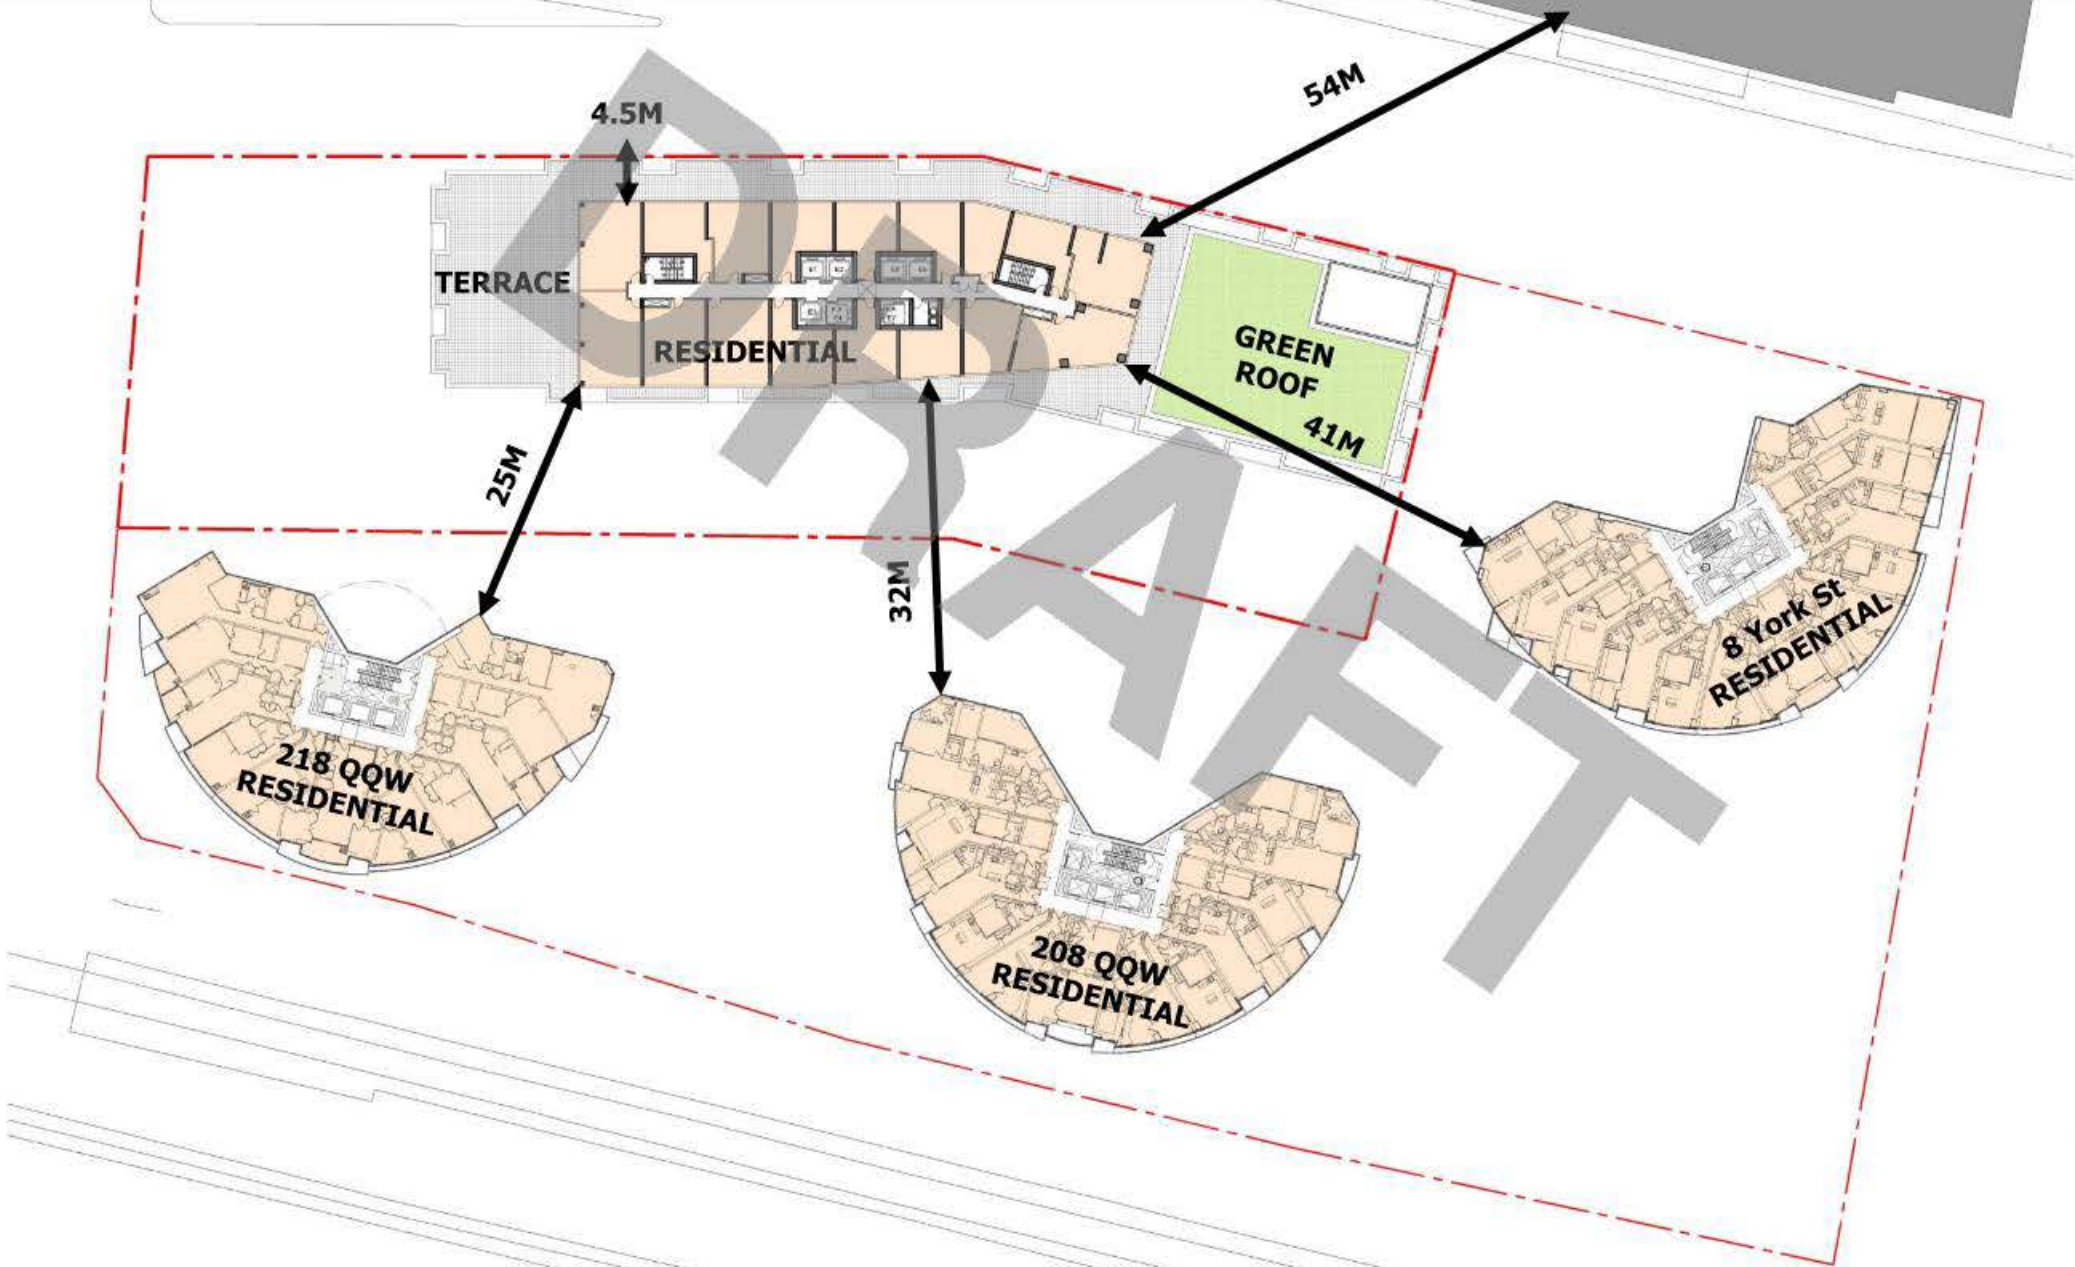 54M
4.5M
TERRACE
RESIDENTIAL
GREEN
ROOF
41M
25M
32M
DRAFT
8 York St
RESIDENTIAL
218 QQW
RESIDENTIAL
208 QQW
RESIDENTIAL